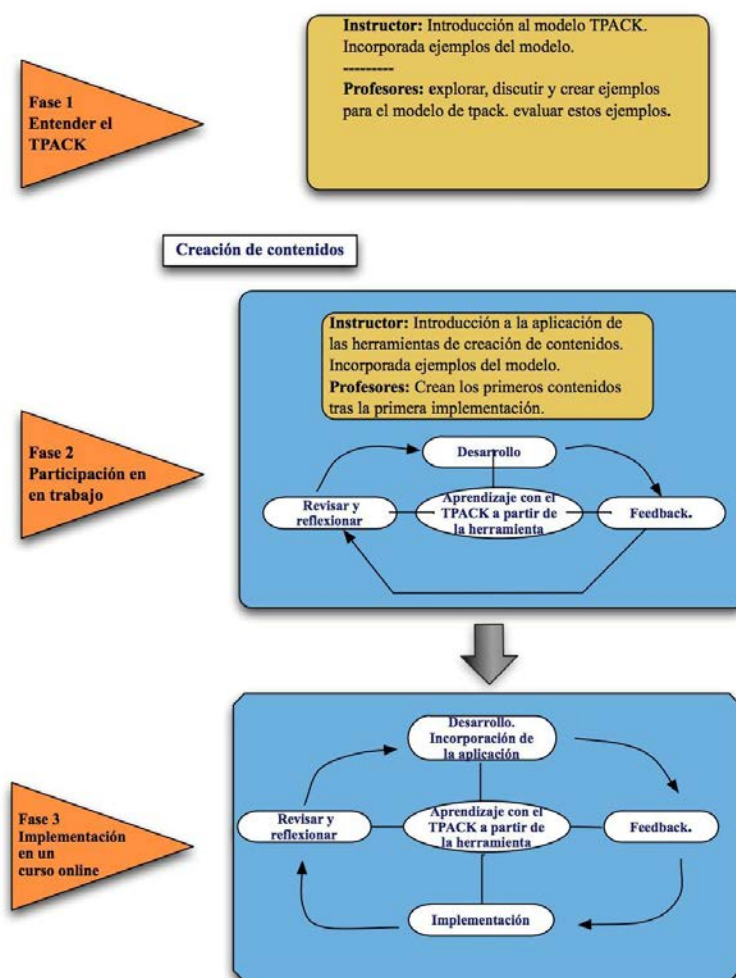 Fase 1
Entender el
TPACK
Instructor: Introducción al modelo TPACK.
Incorporada ejemplos del modelo.
---------
Profesores: explorar, discutir y crear ejemplos
para el modelo de tpack. evaluar estos ejemplos.
Creación de contenidos
Fase 2
Participación en
en trabajo
Instructor: Introducción a la aplicación de
las herramientas de creación de contenidos.
Incorporada ejemplos del modelo.
Profesores: Crean los primeros contenidos
tras la primera implementación.
Desarrollo
Revisar y
reflexionar
Aprendizaje con el
TPACK a partir de
la herramienta
Feedback.
Fase 3
Implementación
en un
curso online
Desarrollo.
Incorporación de
la aplicación
Revisar y
reflexionar
Aprendizaje con el
TPACK a partir de
la herramienta
Feedback.
Implementación